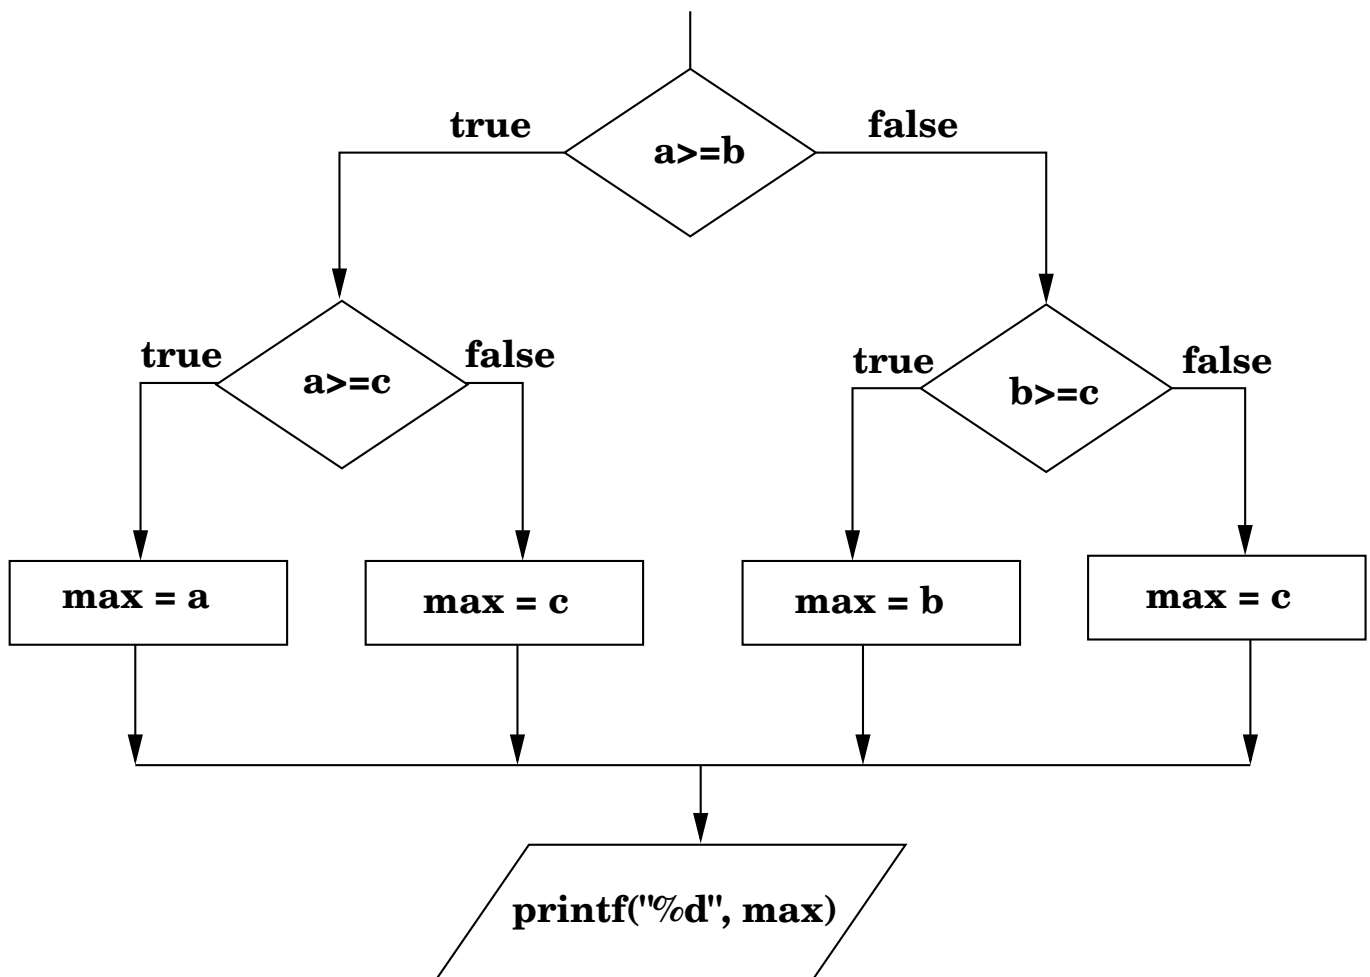 true
false
a>=b
true
false
a>=c
true
false
b>=c
max = a
max = c
max = b
max = c
printf("%d", max)